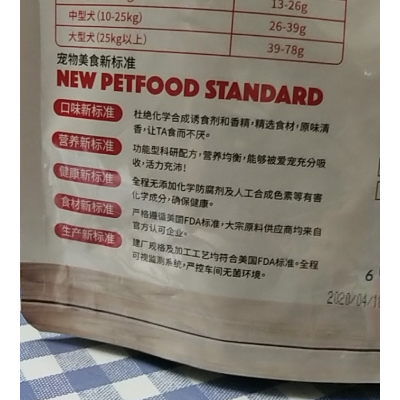 13-26g
中型犬(10-25kg)
26-39g
大型犬(25kg以上)
39-78g
宠物美食新标准
NEW PETFOOD STANDARD
口味新标准
杜绝化学合成诱食剂和香精，精选食材，原味清
香，让TA食而不厌。
营养新标准
功能型科研配方，营养均衡，能够被爱宠充分吸
收，活力充沛！
健康新标准
全程无添加化学防腐剂及人工合成色素等有害
化学成分，确保健康。
食材新标准
严格遵循美国FDA标准，大宗原料供应商均来自
官方认可企业。
生产新标准
建厂规格及加工工艺均符合美国FDA标准。全程
可视监测系统，严控车间无菌环境。
6
2020/04/1